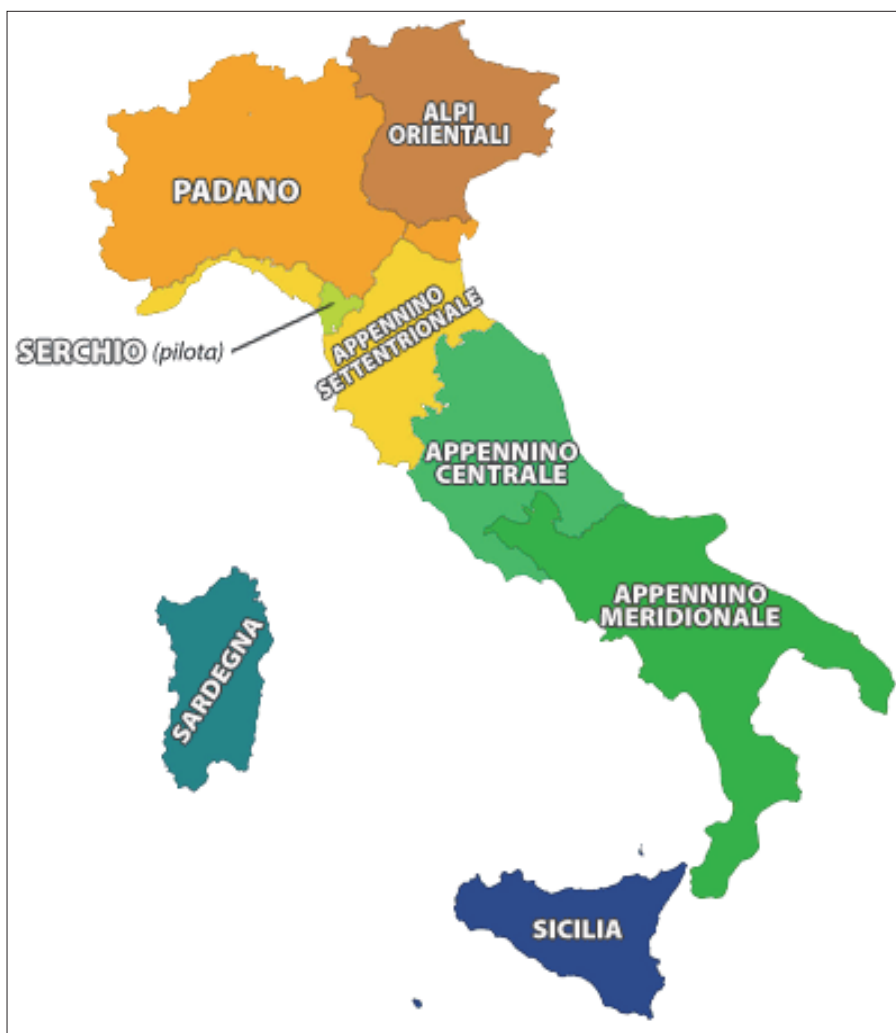 ALPI
ORIENTALI
PADANO
SERCHIO (pilota)
APPENNINO
SETTENTRIONALE
APPENNINO
CENTRALE
APPENNINO
MERIDIONALE
SARDEGNA
SICILIA